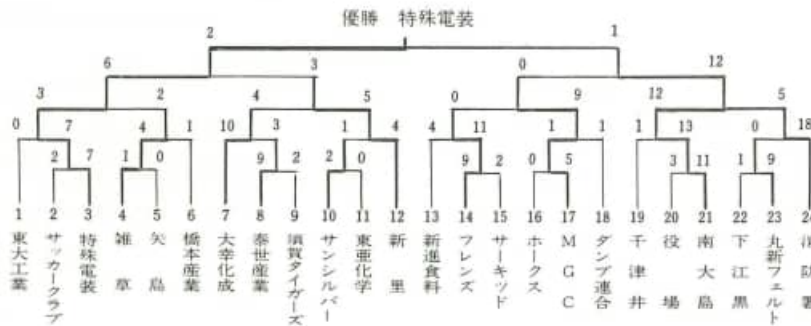 優勝 特殊電装
2 1
6 3 0 12
3 2 4 5 0 9 12 5
0 7 4 1 10 3 1 4 4 11 1 1 1 13 0 18
2 7 1 0 9 2 2 0 9 2 0 5 3 11 1 9
1 2 3 4 5 6 7 8 9 10 11 12 13 14 15 16 17 18 19 20 21 22 23 24
東大工業
サッカークラブ
特殊電装
雑草
矢島
橋本産業
大幸化成
泰世産業
須賀タイガーズ
サンシルバー
東亜化学
新里
新進食料
フレンズ
サーキッド
ホークス
MGC
ダンプ連合
千津井
役場
南大島
下江黒
丸新フェルト
消防署